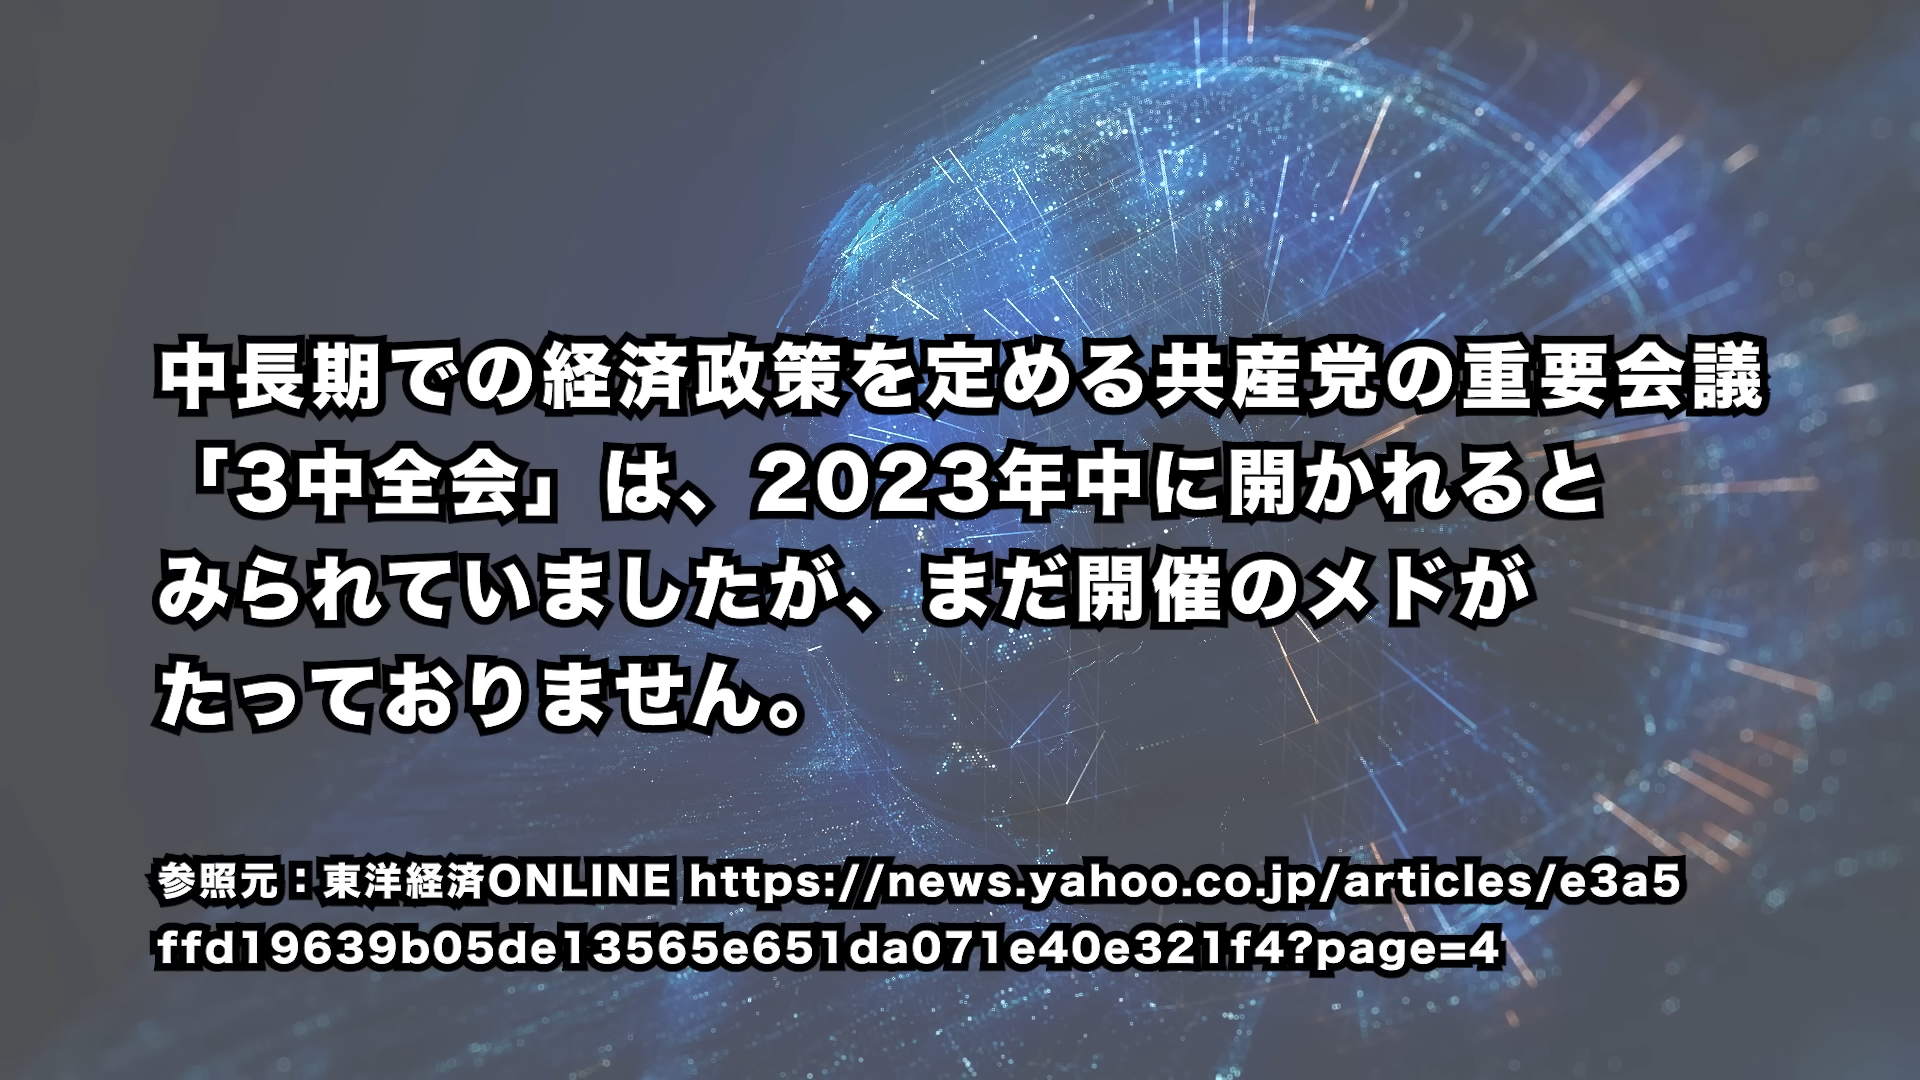 中長期での経済政策を定める共産党の重要会議
「3中全会」は、2023年中に開かれると
みられていましたが、まだ開催のメドが
たっておりません。
参照元：東洋経済ONLINE https://news.yahoo.co.jp/articles/e3a5
ffd19639b05de13565e651da071e40e321f4?page=4